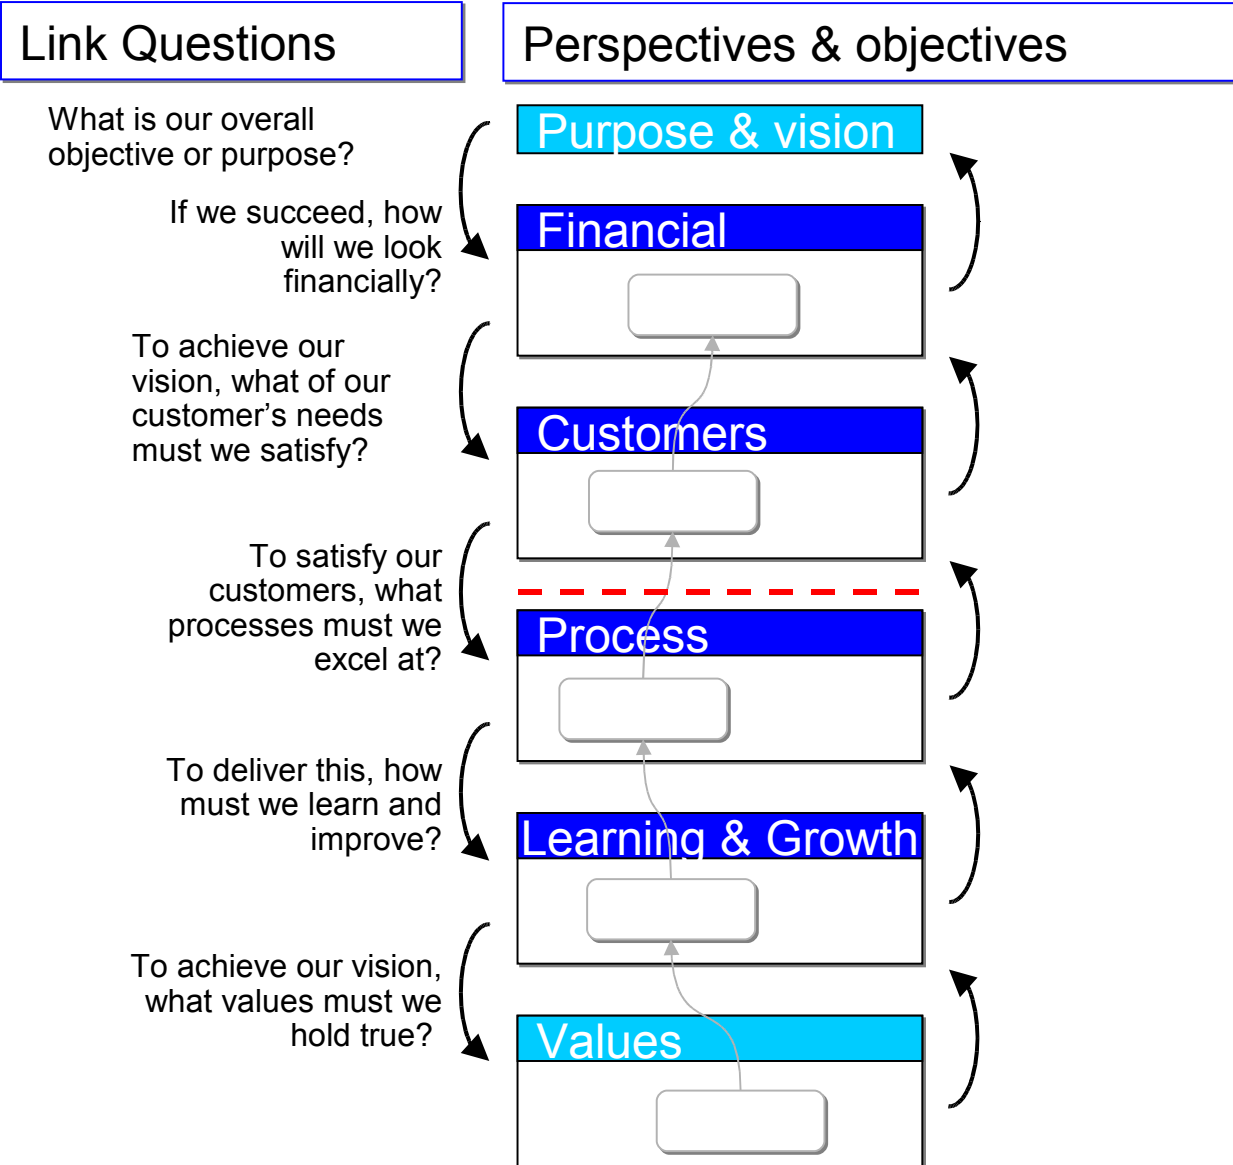 Link Questions
Perspectives & objectives
What is our overall
objective or purpose?
Purpose & vision
If we succeed, how
will we look
financially?
Financial
To achieve our
vision, what of our
customer’s needs
must we satisfy?
Customers
To satisfy our
customers, what
processes must we
excel at?
Process
To deliver this, how
must we learn and
improve?
Learning & Growth
To achieve our vision,
what values must we
hold true?
Values